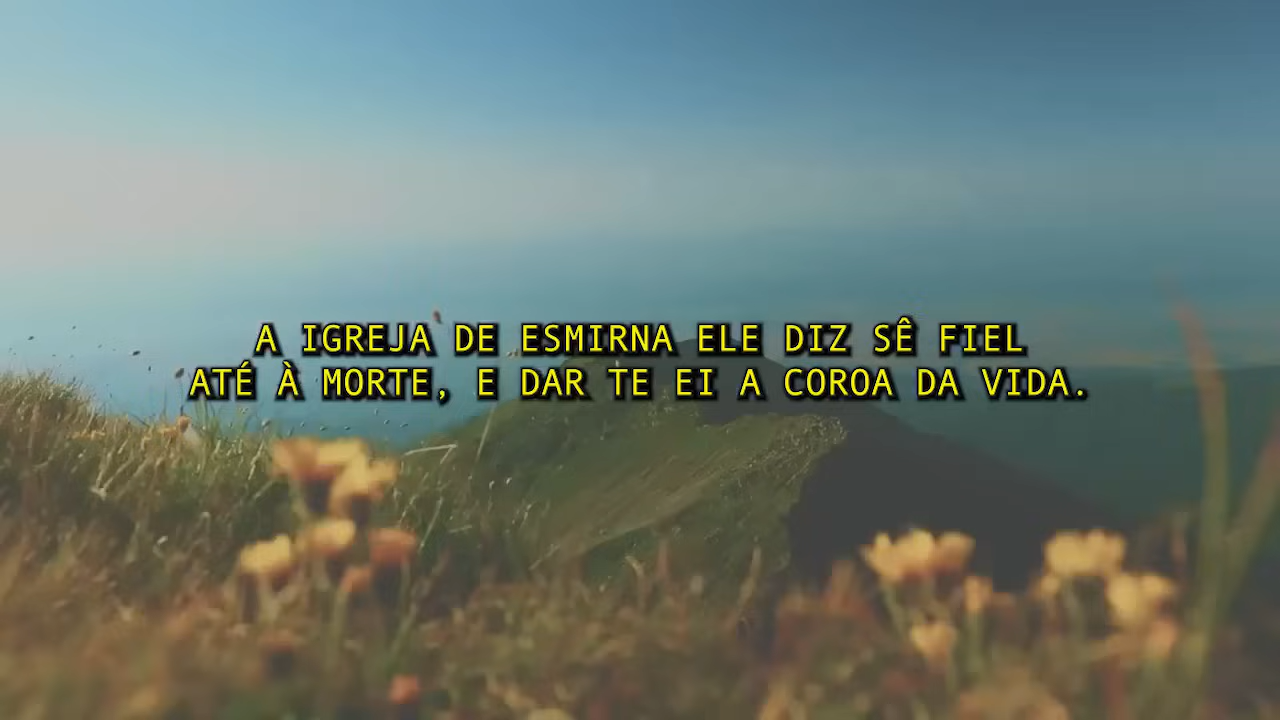 A IGREJA DE ESMIRNA ELE DIZ SÊ FIEL
ATÉ À MORTE, E DAR TE EI A COROA DA VIDA.